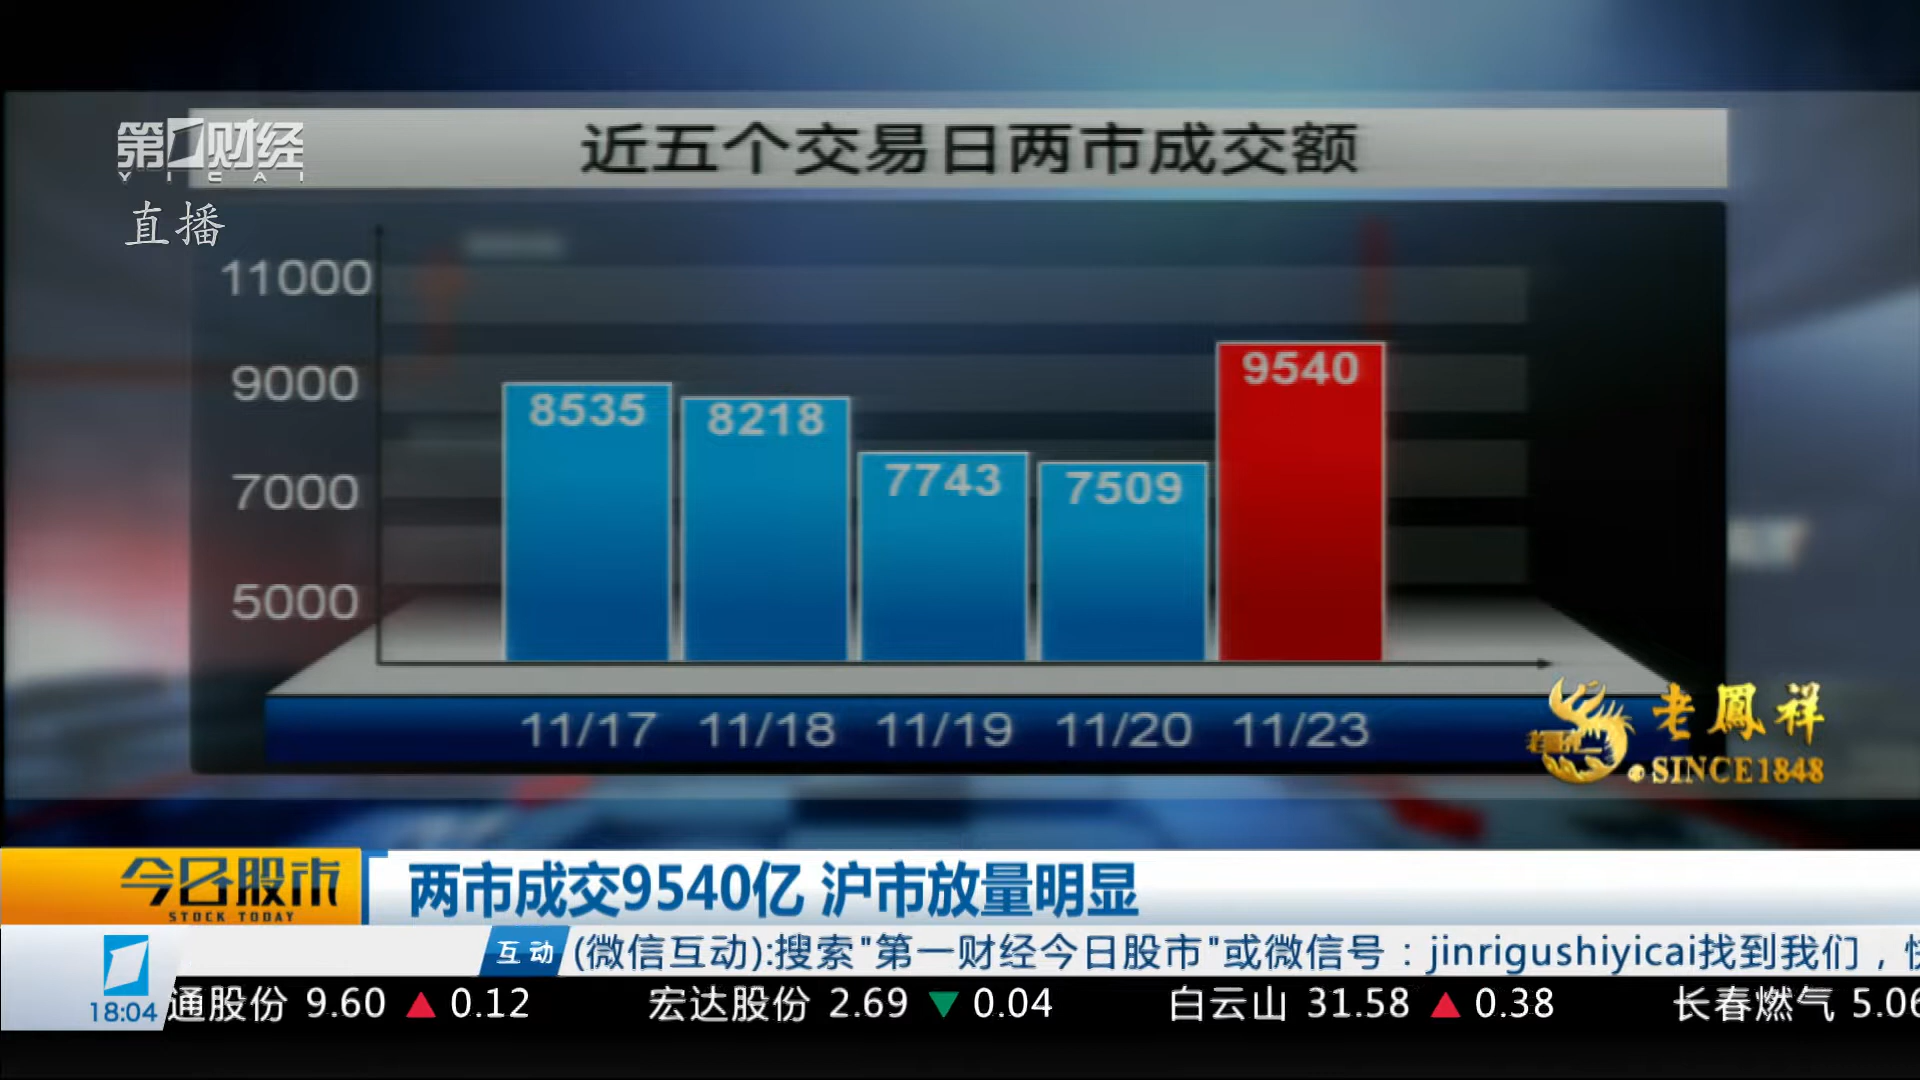 近五个交易日两市成交额
第1财经
YICAI
直播
11000
9000
7000
5000
8535
8218
7743
7509
9540
11/17 11/18 11/19 11/20 11/23
老鳳祥
SINCE1848
今日股市
STOCK TODAY
两市成交9540亿 沪市放量明显
互动 (微信互动):搜索"第一财经今日股市"或微信号：jinrigushiyicai找到我们，
18:04
通股份 9.60 ▲ 0.12 宏达股份 2.69 ▼ 0.04 白云山 31.58 ▲ 0.38 长春燃气 5.06